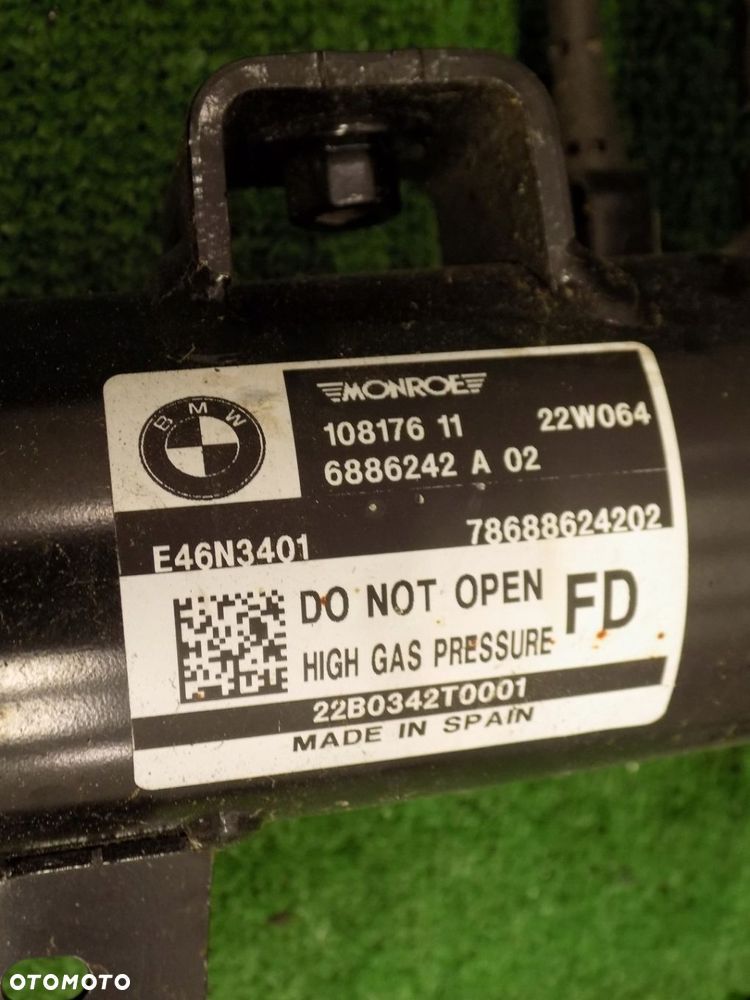 BMW
MONROE
108176 11 22W064
6886242 A 02
E46N3401 78688624202
DO NOT OPEN FD
HIGH GAS PRESSURE
22B0342T0001
MADE IN SPAIN
OTOMOTO